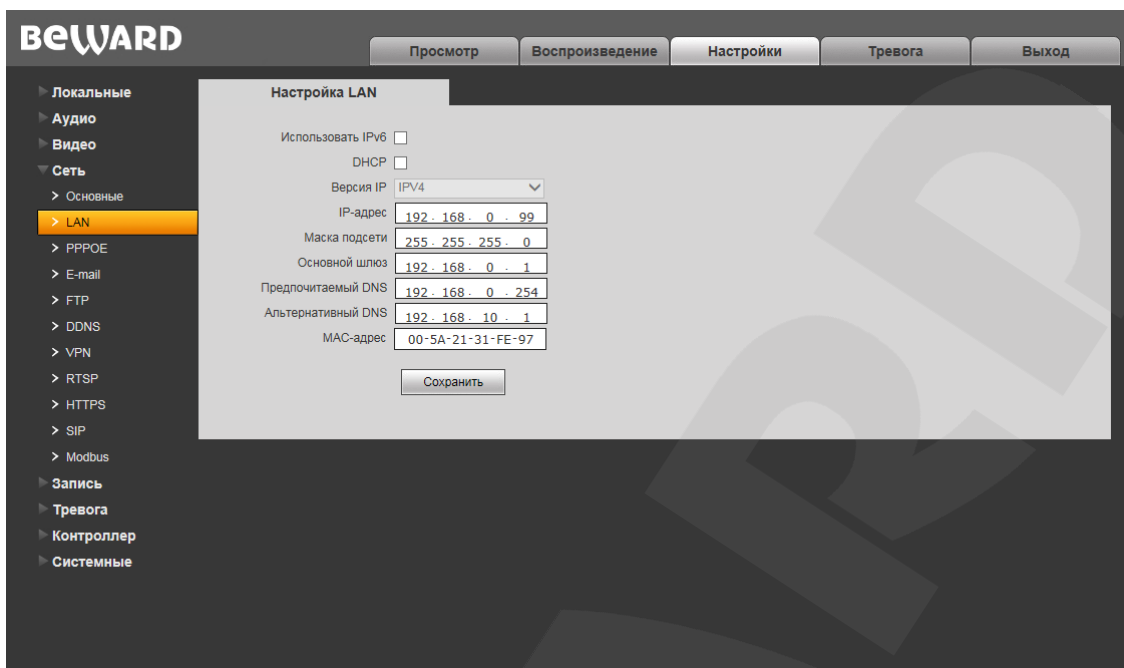 BEWARD
Просмотр
Воспроизведение
Настройки
Тревога
Выход
Локальные
Аудио
Видео
Сеть
Основные
LAN
PPPOE
E-mail
FTP
DDNS
VPN
RTSP
HTTPS
SIP
Modbus
Запись
Тревога
Контроллер
Системные
Настройка LAN
Использовать IPv6
DHCP
Версия IP IPV4
IP-адрес 192 . 168 . 0 . 99
Маска подсети 255 . 255 . 255 . 0
Основной шлюз 192 . 168 . 0 . 1
Предпочитаемый DNS 192 . 168 . 0 . 254
Альтернативный DNS 192 . 168 . 10 . 1
MAC-адрес 00-5A-21-31-FE-97
Сохранить